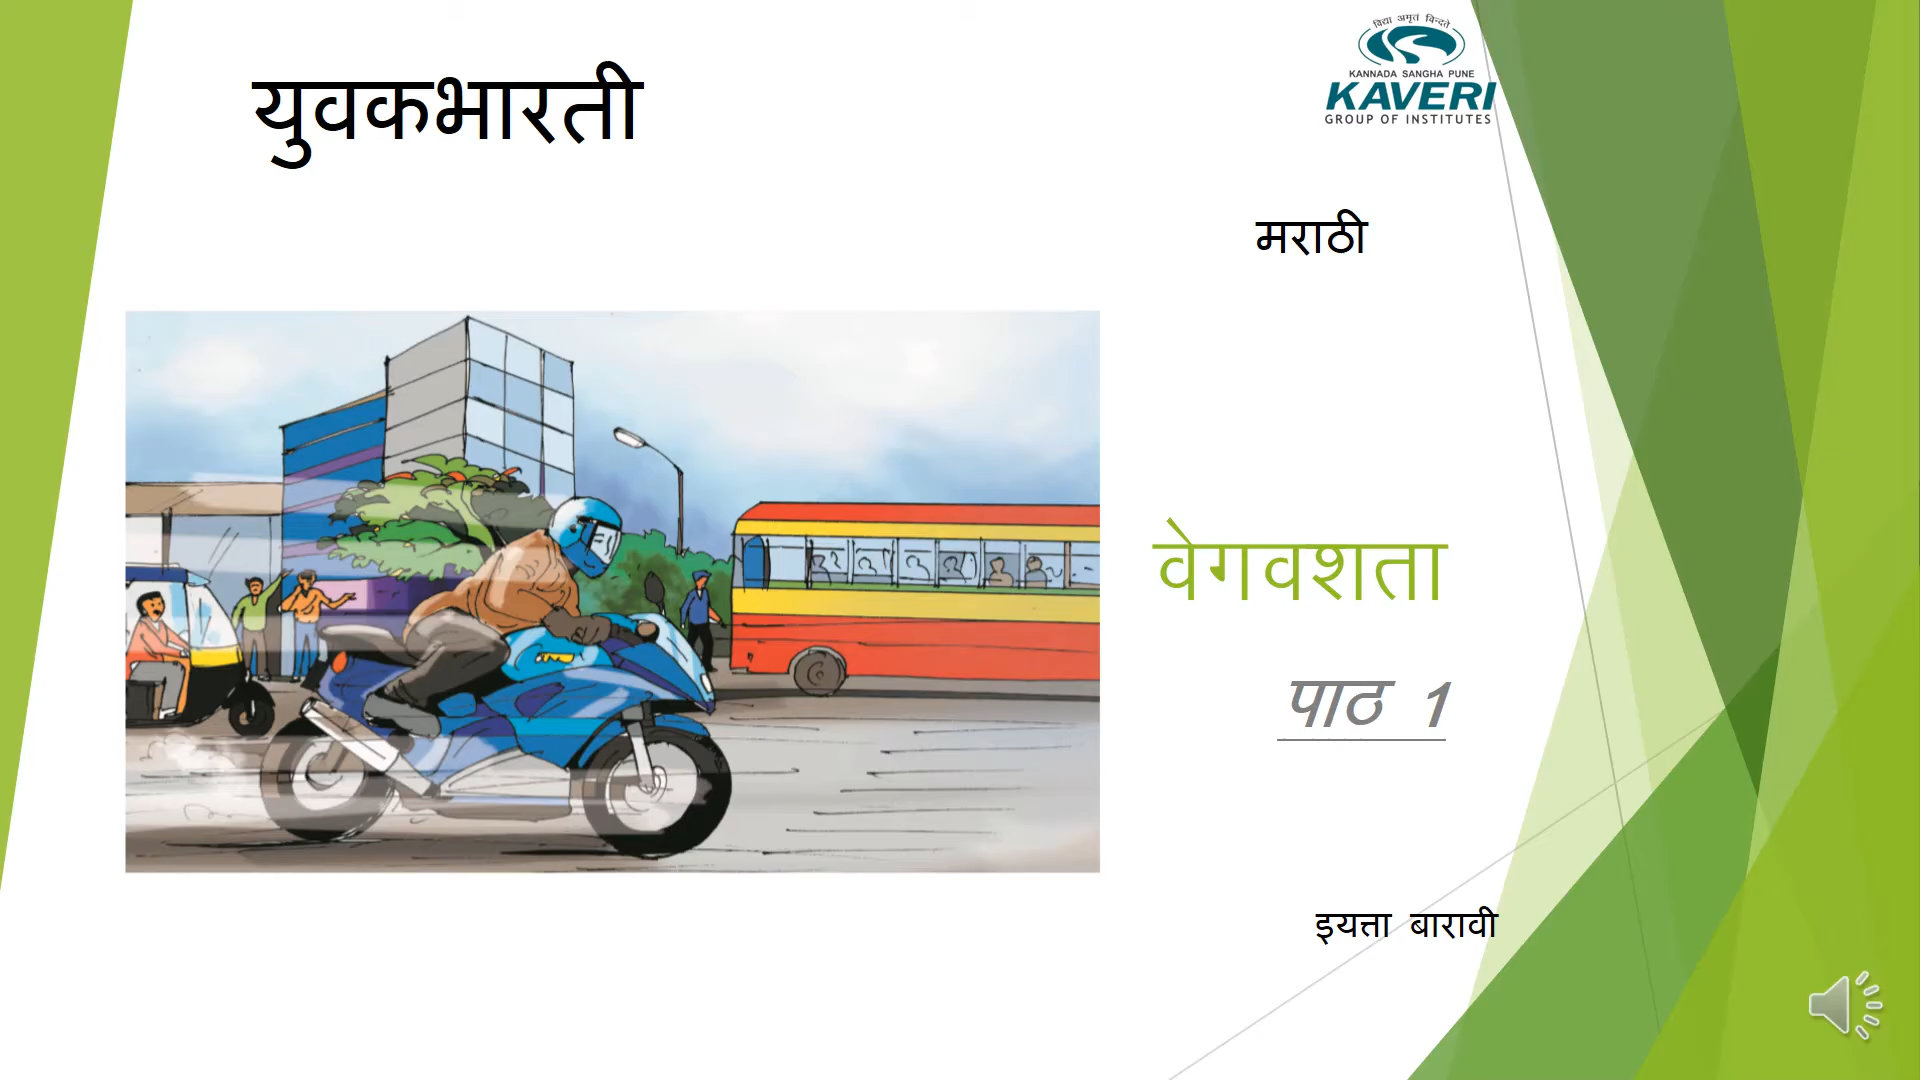 युवकभारती
विद्या अमृतं विन्दते
KANNADA SANGHA PUNE
KAVERI
GROUP OF INSTITUTES
मराठी
वेगवशता
पाठ 1
इयत्ता बारावी